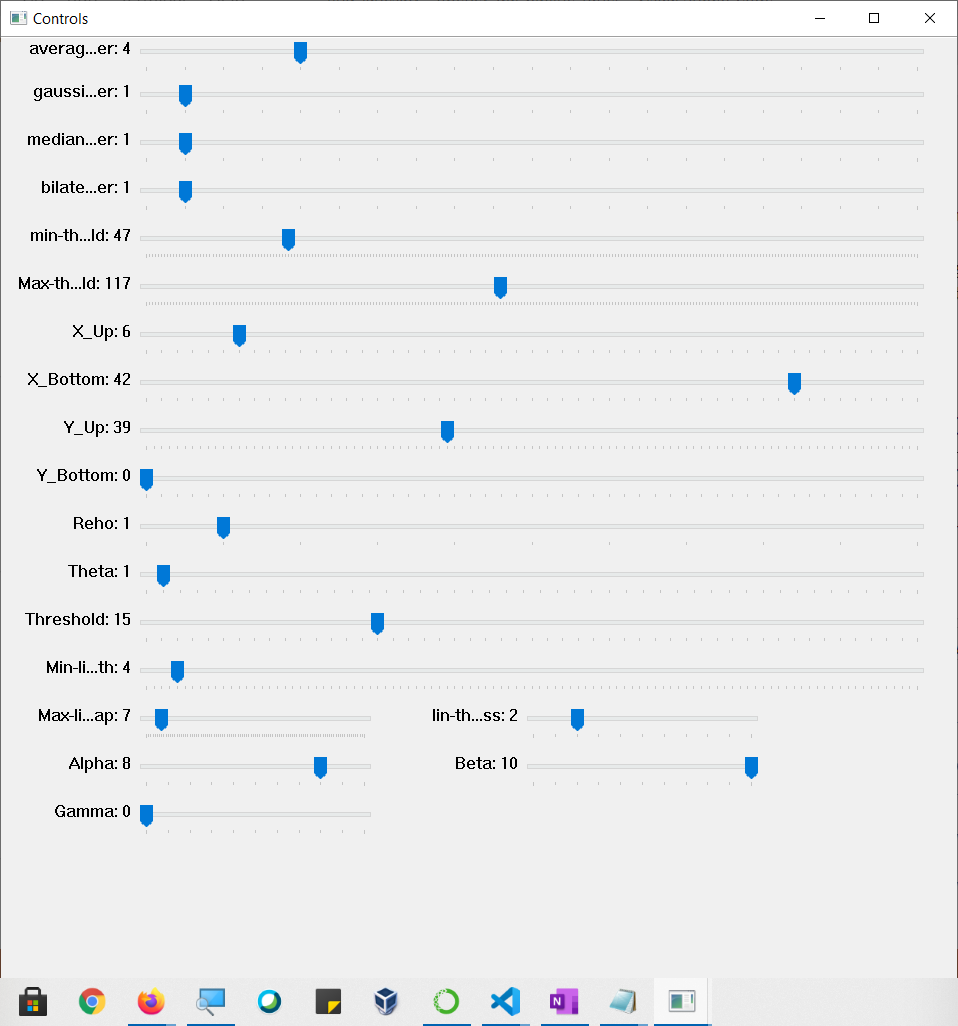 Controls
averag...er: 4
gaussi...er: 1
median...er: 1
bilate...er: 1
min-th...ld: 47
Max-th...ld: 117
X_Up: 6
X_Bottom: 42
Y_Up: 39
Y_Bottom: 0
Reho: 1
Theta: 1
Threshold: 15
Min-li...th: 4
Max-li...ap: 7 lin-th...ss: 2
Alpha: 8 Beta: 10
Gamma: 0
N